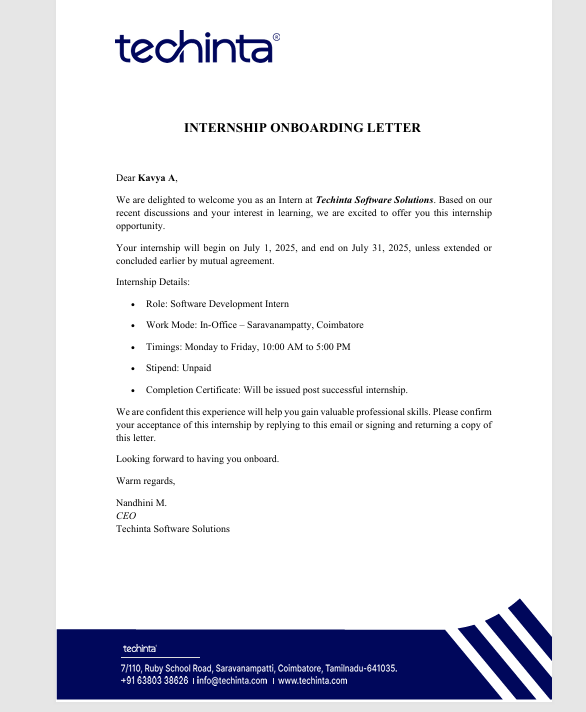 techinta®
INTERNSHIP ONBOARDING LETTER
Dear Kavya A,
We are delighted to welcome you as an Intern at Techinta Software Solutions. Based on our
recent discussions and your interest in learning, we are excited to offer you this internship
opportunity.
Your internship will begin on July 1, 2025, and end on July 31, 2025, unless extended or
concluded earlier by mutual agreement.
Internship Details:
• Role: Software Development Intern
• Work Mode: In-Office – Saravanampatty, Coimbatore
• Timings: Monday to Friday, 10:00 AM to 5:00 PM
• Stipend: Unpaid
• Completion Certificate: Will be issued post successful internship.
We are confident this experience will help you gain valuable professional skills. Please confirm
your acceptance of this internship by replying to this email or signing and returning a copy of
this letter.
Looking forward to having you onboard.
Warm regards,
Nandhini M.
CEO
Techinta Software Solutions
techinta
7/110, Ruby School Road, Saravanampatti, Coimbatore, Tamilnadu-641035.
+91 63803 38626 | info@techinta.com | www.techinta.com